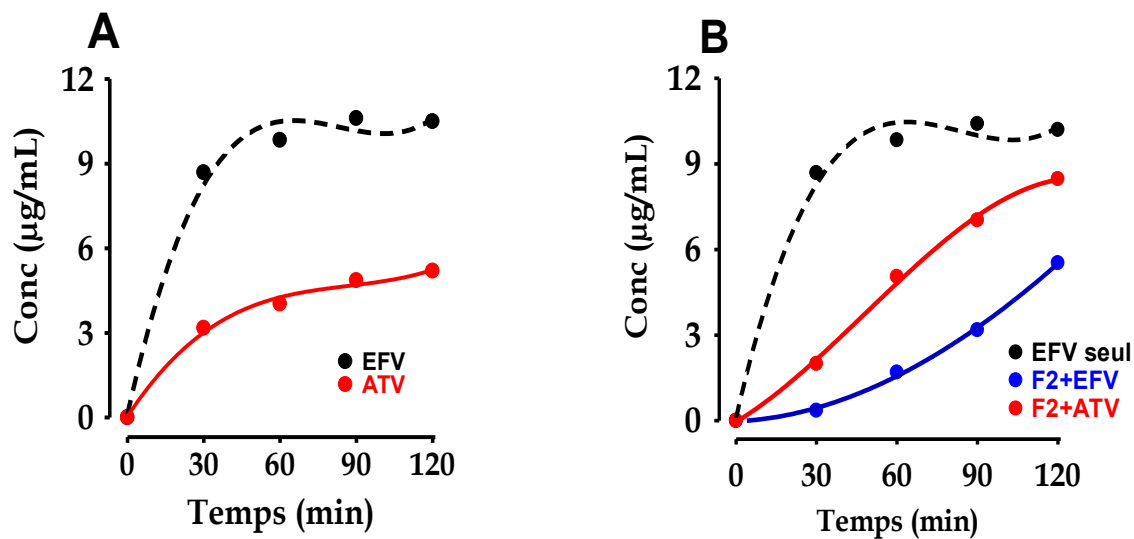 A
Conc (µg/mL)
12
9
6
3
0
EFV
ATV
0 30 60 90 120
Temps (min)
B
Conc (µg/mL)
12
9
6
3
0
EFV seul
F2+EFV
F2+ATV
0 30 60 90 120
Temps (min)